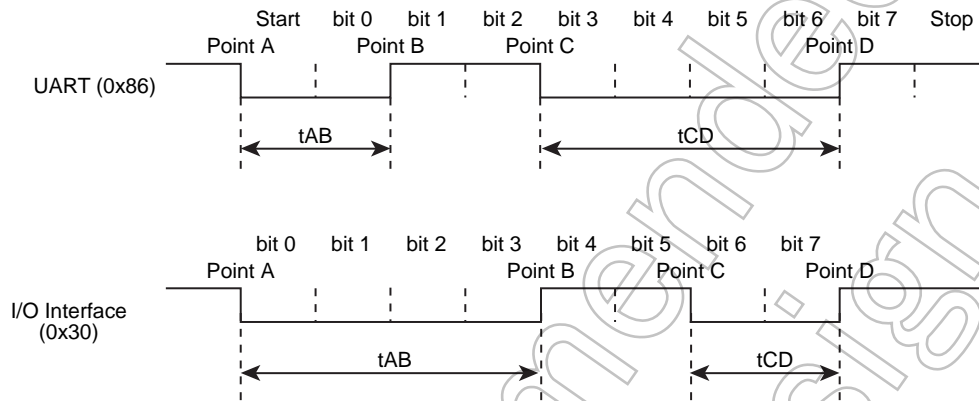 Start bit 0 bit 1 bit 2 bit 3 bit 4 bit 5 bit 6 bit 7 Stop
Point A Point B Point C Point D
UART (0x86)
tAB tCD
bit 0 bit 1 bit 2 bit 3 bit 4 bit 5 bit 6 bit 7
Point A Point B Point C Point D
I/O Interface
(0x30)
tAB tCD